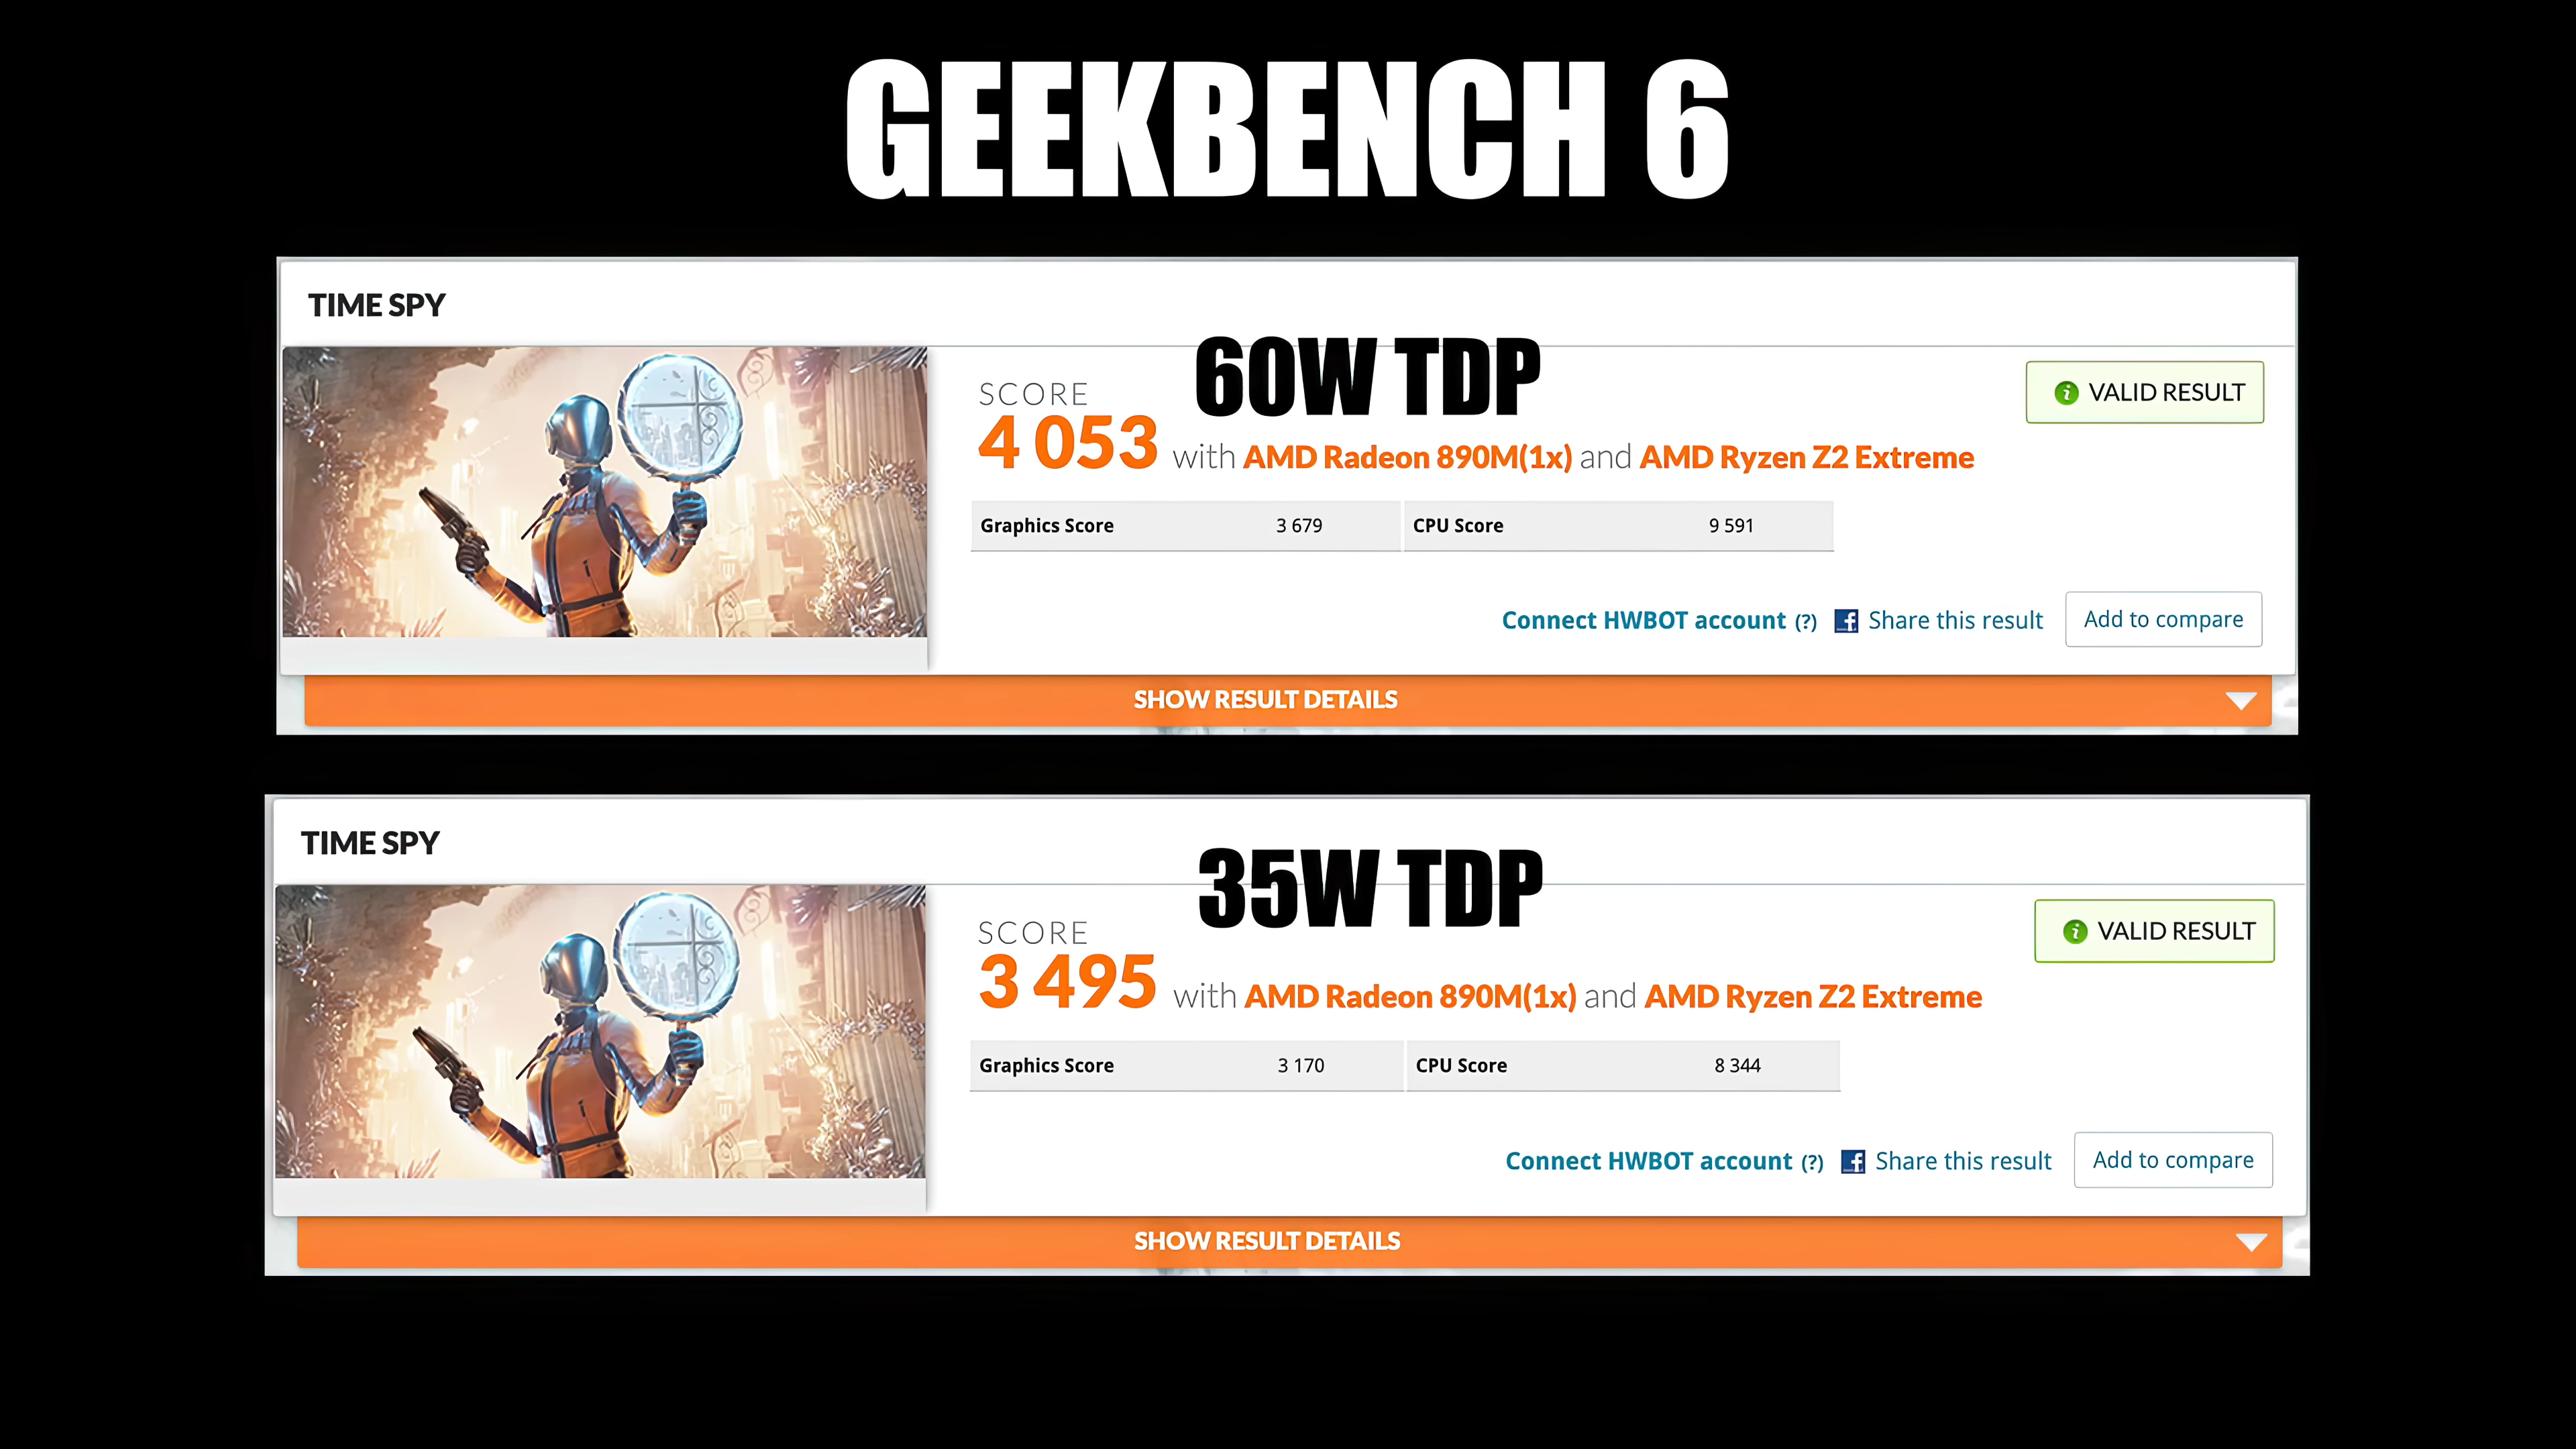 GEEKBENCH 6
TIME SPY
60W TDP
SCORE
VALID RESULT
4 053 with AMD Radeon 890M(1x) and AMD Ryzen Z2 Extreme
Graphics Score 3 679 CPU Score 9 591
Connect HWBOT account (?) Share this result Add to compare
SHOW RESULT DETAILS
TIME SPY
35W TDP
SCORE
VALID RESULT
3 495 with AMD Radeon 890M(1x) and AMD Ryzen Z2 Extreme
Graphics Score 3 170 CPU Score 8 344
Connect HWBOT account (?) Share this result Add to compare
SHOW RESULT DETAILS